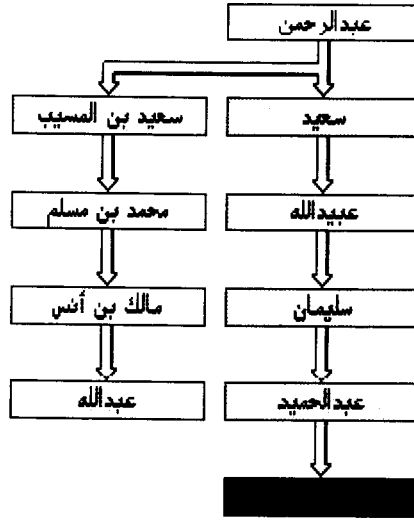 عبدالرحمن
سعيد
سعيد بن المسيب
عبيدالله
محمد بن مسلم
سليمان
مالك بن أنس
عبدالحميد
عبدالله